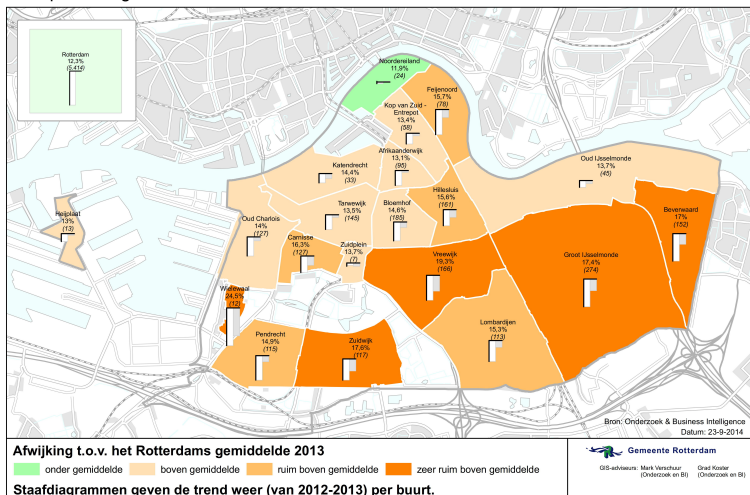 Rotterdam
12,3%
(5.414)
Noordereiland
11,9%
(24)
Feijenoord
15,7%
(78)
Kop van Zuid -
Entrepot
13,4%
(58)
Afrikaanderwijk
13,1%
(95)
Katendrecht
14,4%
(33)
Oud IJsselmonde
13,7%
(45)
Hillesluis
15,6%
(161)
Tarwewijk
13,5%
(145)
Bloemhof
14,6%
(185)
Beverwaard
17%
(152)
Heijplaat
13%
(13)
Oud Charlois
14%
(127)
Carnisse
16,3%
(127)
Zuidplein
13,7%
(7)
Vreewijk
19,3%
(166)
Groot IJsselmonde
17,4%
(274)
Wielewaal
24,5%
(12)
Pendrecht
14,9%
(115)
Zuidwijk
17,6%
(117)
Lombardijen
15,3%
(113)
Bron: Onderzoek & Business Intelligence
Datum: 23-9-2014
Afwijking t.o.v. het Rotterdams gemiddelde 2013
onder gemiddelde boven gemiddelde ruim boven gemiddelde zeer ruim boven gemiddelde
Staafdiagrammen geven de trend weer (van 2012-2013) per buurt.
Gemeente Rotterdam
GIS-adviseurs: Mark Verschuur Grad Koster
(Onderzoek en BI) (Onderzoek en BI)